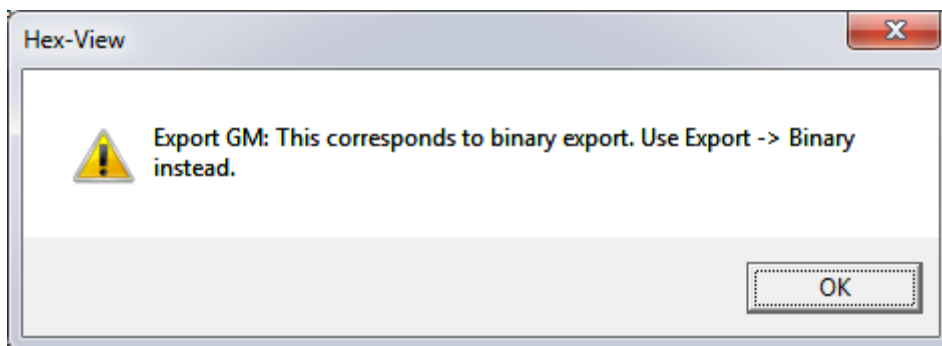 Hex-View
Export GM: This corresponds to binary export. Use Export -> Binary
instead.
OK